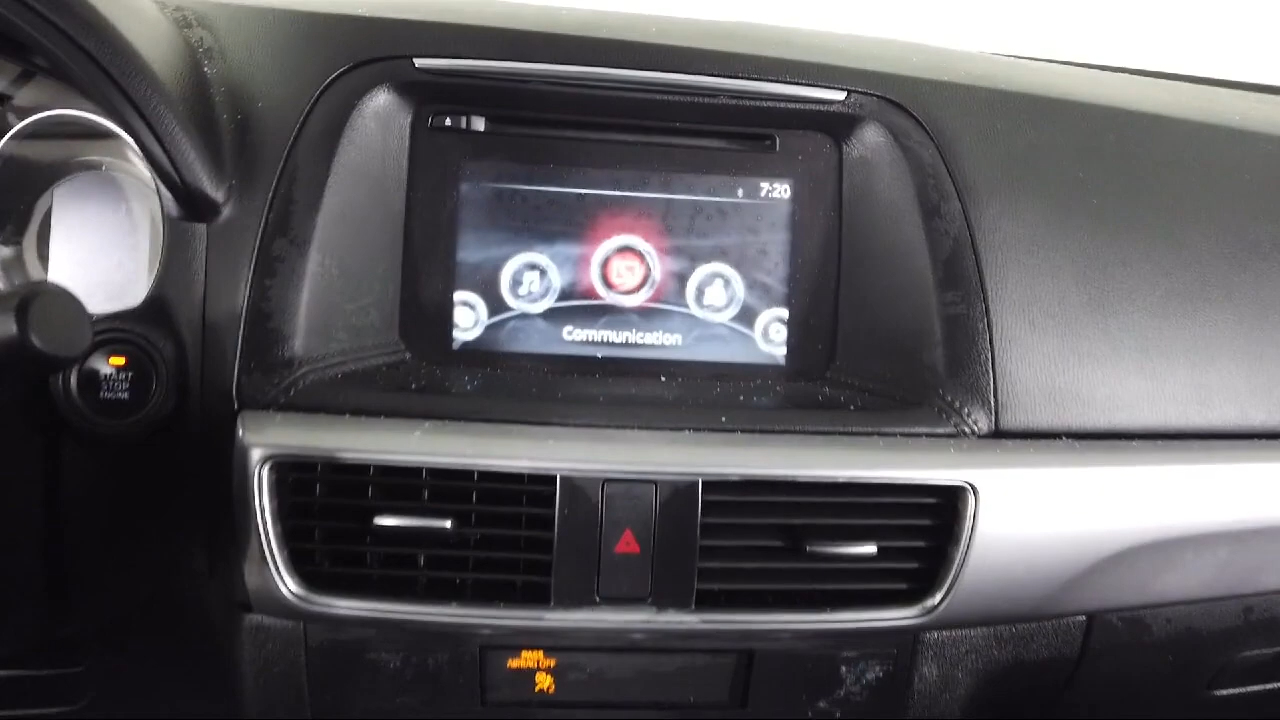 7:20
Communication
START
STOP
ENGINE
PASS
AIRBAG OFF